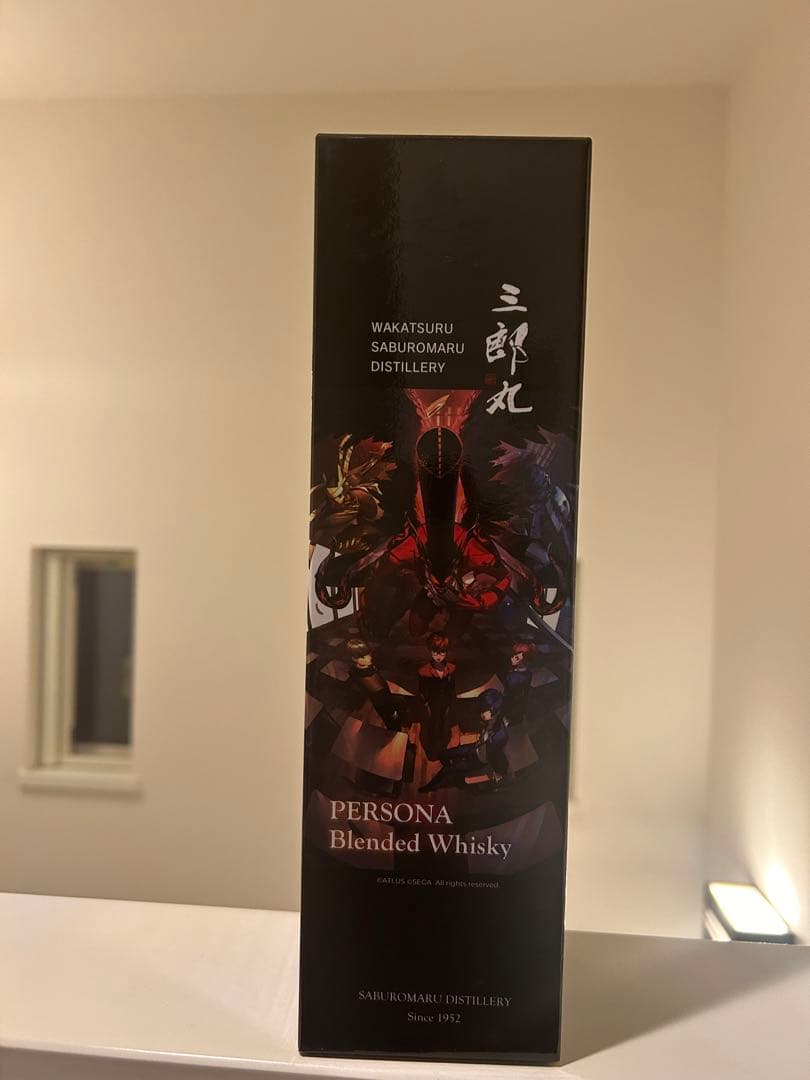 WAKATSURU
SABUROMARU
DISTILLERY
三郎丸
PERSONA
Blended Whisky
©ATLUS ©SEGA All rights reserved.
SABUROMARU DISTILLERY
Since 1952